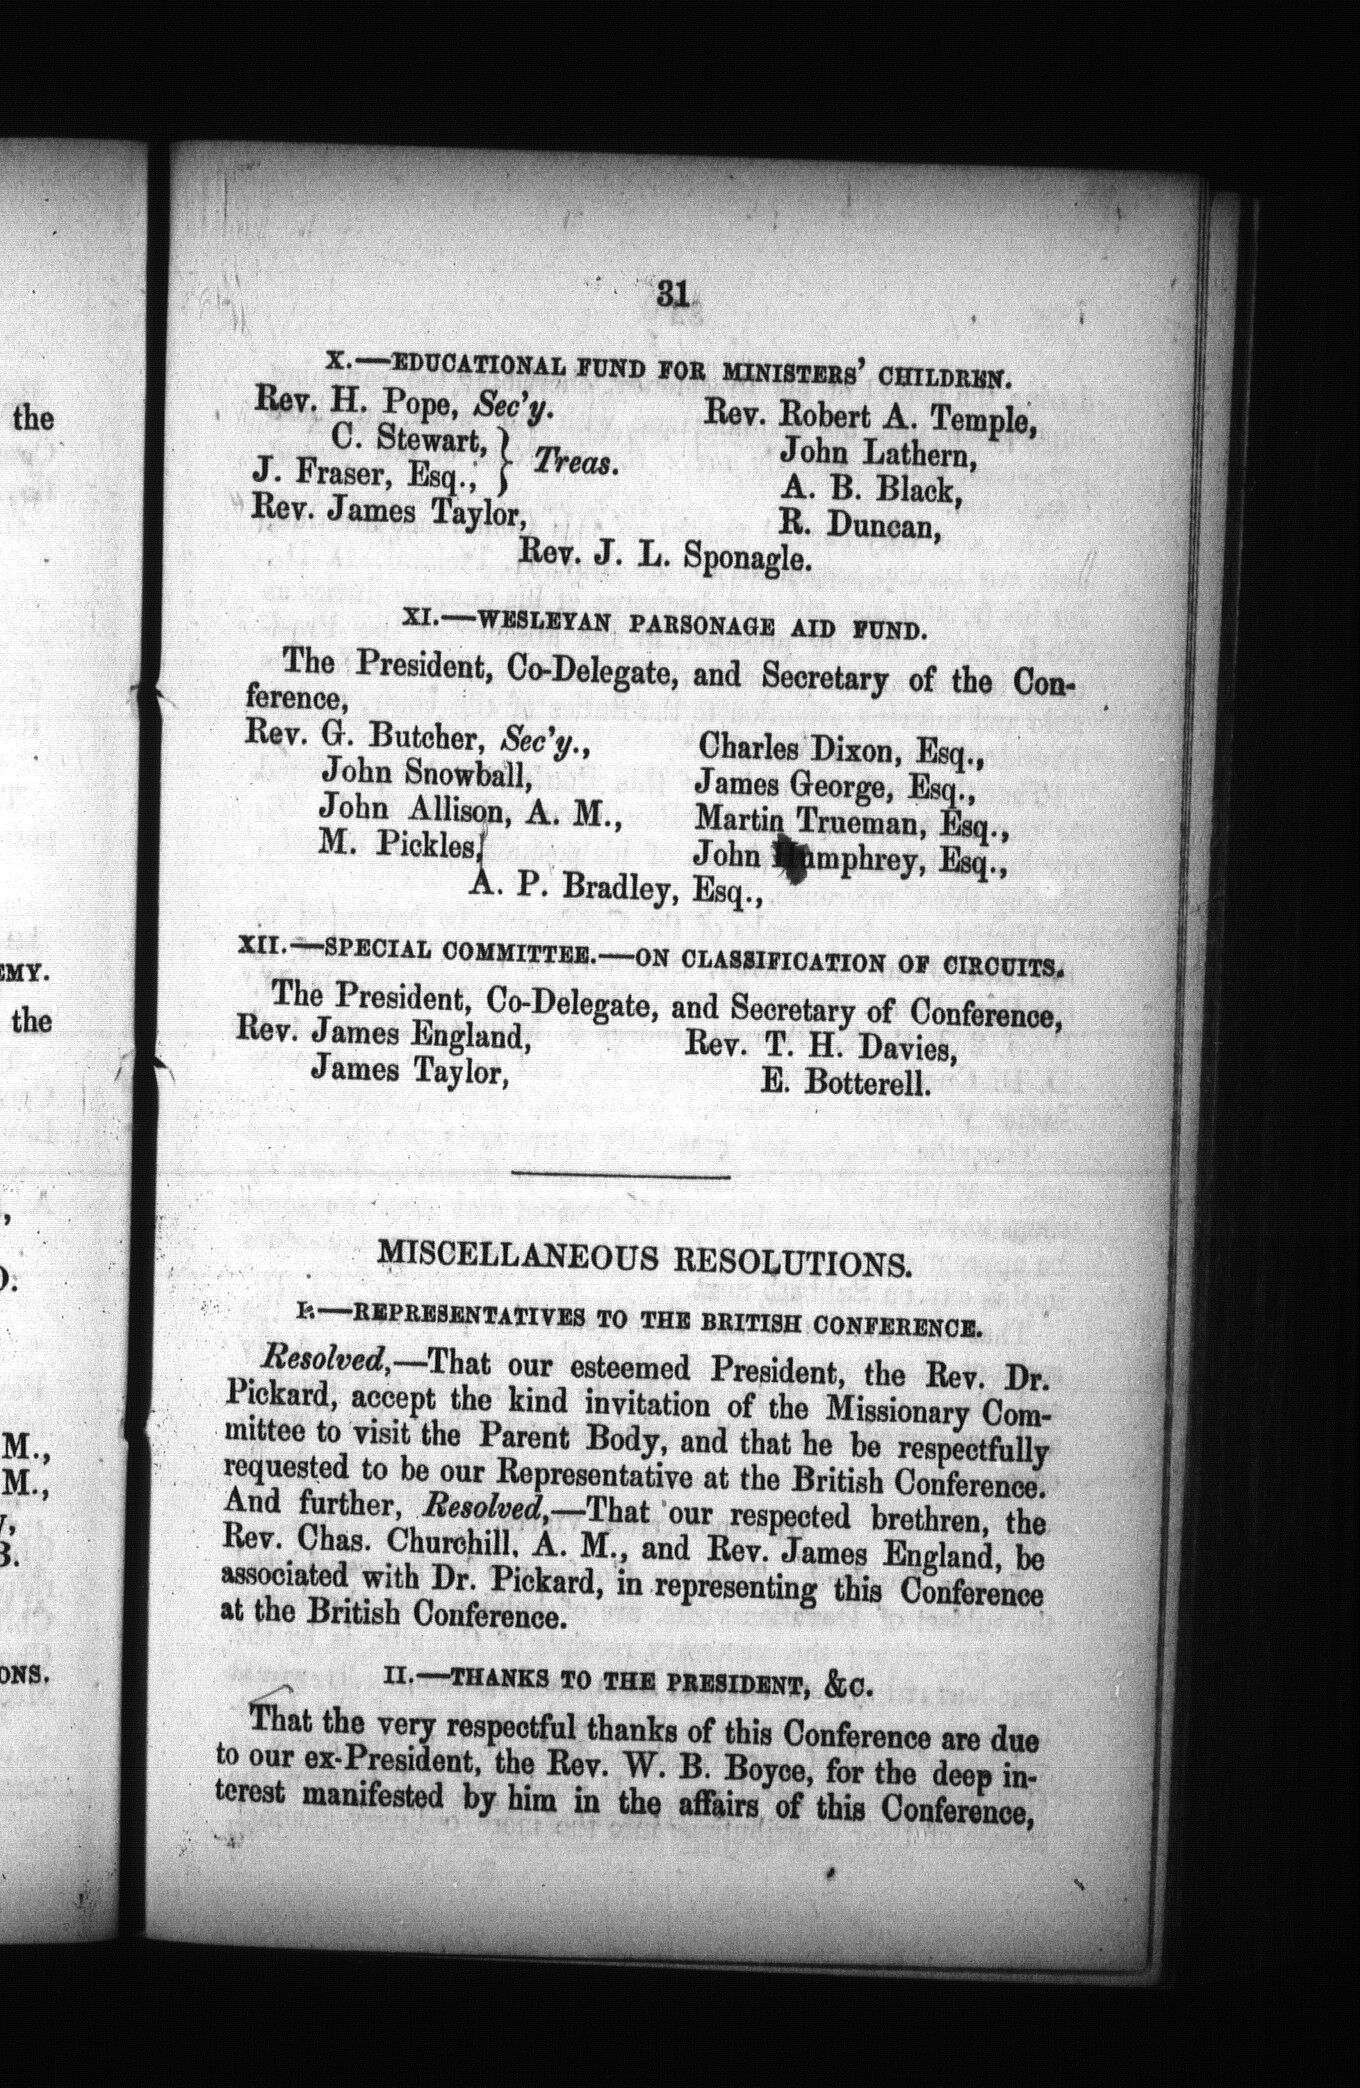 31
X.—EDUCATIONAL FUND FOR MINISTERS' CHILDREN.
Rev. H. Pope, Sec'y. Rev. Robert A. Temple,
C. Stewart, } Treas. John Lathern,
J. Fraser, Esq., A. B. Black,
Rev. James Taylor, R. Duncan,
Rev. J. L. Sponagle.
XI.—WESLEYAN PARSONAGE AID FUND.
The President, Co-Delegate, and Secretary of the Con-
ference,
Rev. G. Butcher, Sec'y., Charles Dixon, Esq.,
John Snowball, James George, Esq.,
John Allison, A. M., Martin Trueman, Esq.,
M. Pickles, John Humphrey, Esq.,
A. P. Bradley, Esq.,
XII.—SPECIAL COMMITTEE.—ON CLASSIFICATION OF CIRCUITS.
The President, Co-Delegate, and Secretary of Conference,
Rev. James England, Rev. T. H. Davies,
James Taylor, E. Botterell.
MISCELLANEOUS RESOLUTIONS.
I.—REPRESENTATIVES TO THE BRITISH CONFERENCE.
Resolved,—That our esteemed President, the Rev. Dr.
Pickard, accept the kind invitation of the Missionary Com-
mittee to visit the Parent Body, and that he be respectfully
requested to be our Representative at the British Conference.
And further, Resolved,—That our respected brethren, the
Rev. Chas. Churchill, A. M., and Rev. James England, be
associated with Dr. Pickard, in representing this Conference
at the British Conference.
II.—THANKS TO THE PRESIDENT, &C.
That the very respectful thanks of this Conference are due
to our ex-President, the Rev. W. B. Boyce, for the deep in-
terest manifested by him in the affairs of this Conference,